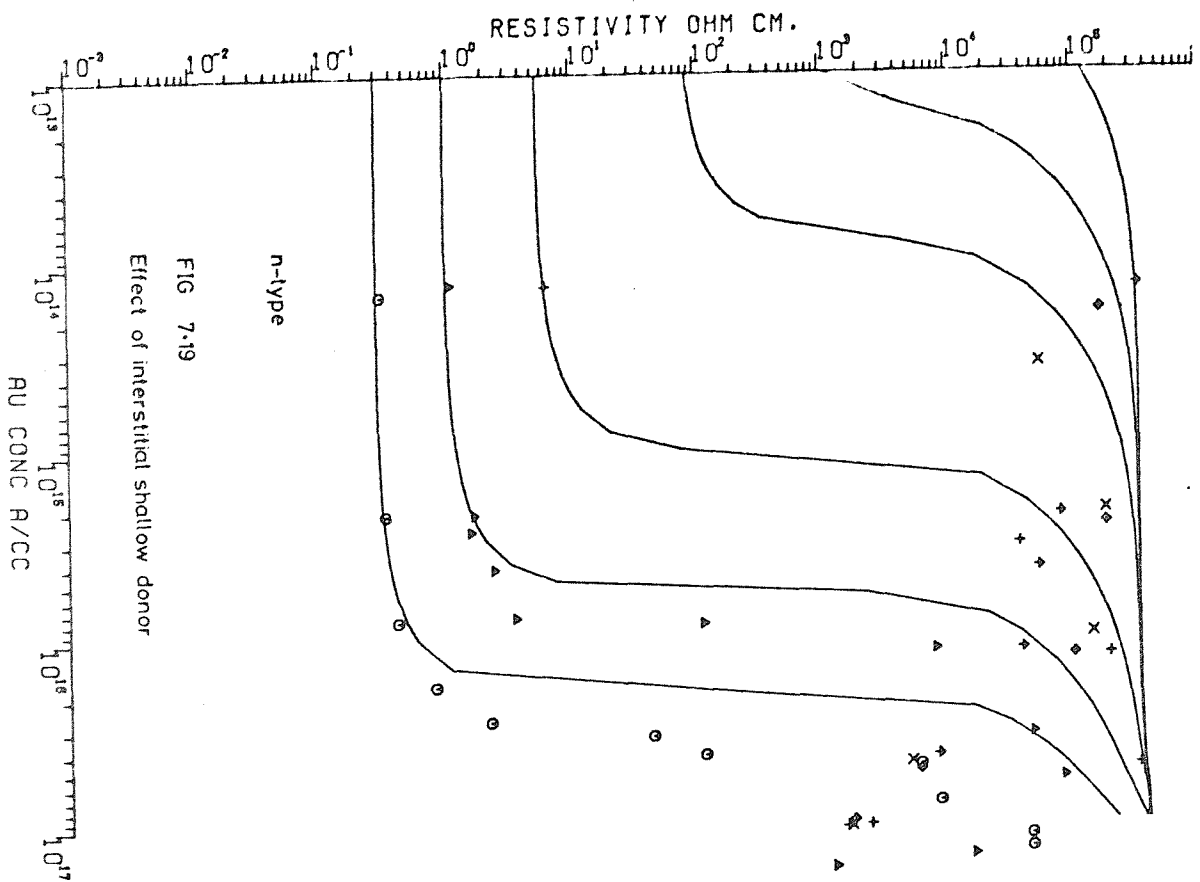 RESISTIVITY OHM CM.
10⁻³ 10⁻² 10⁻¹ 10⁰ 10¹ 10² 10³ 10⁴ 10⁵
10¹³
10¹⁴
10¹⁵
10¹⁶
10¹⁷
AU CONC A/CC
n-type
FIG 7·19
Effect of interstitial shallow donor